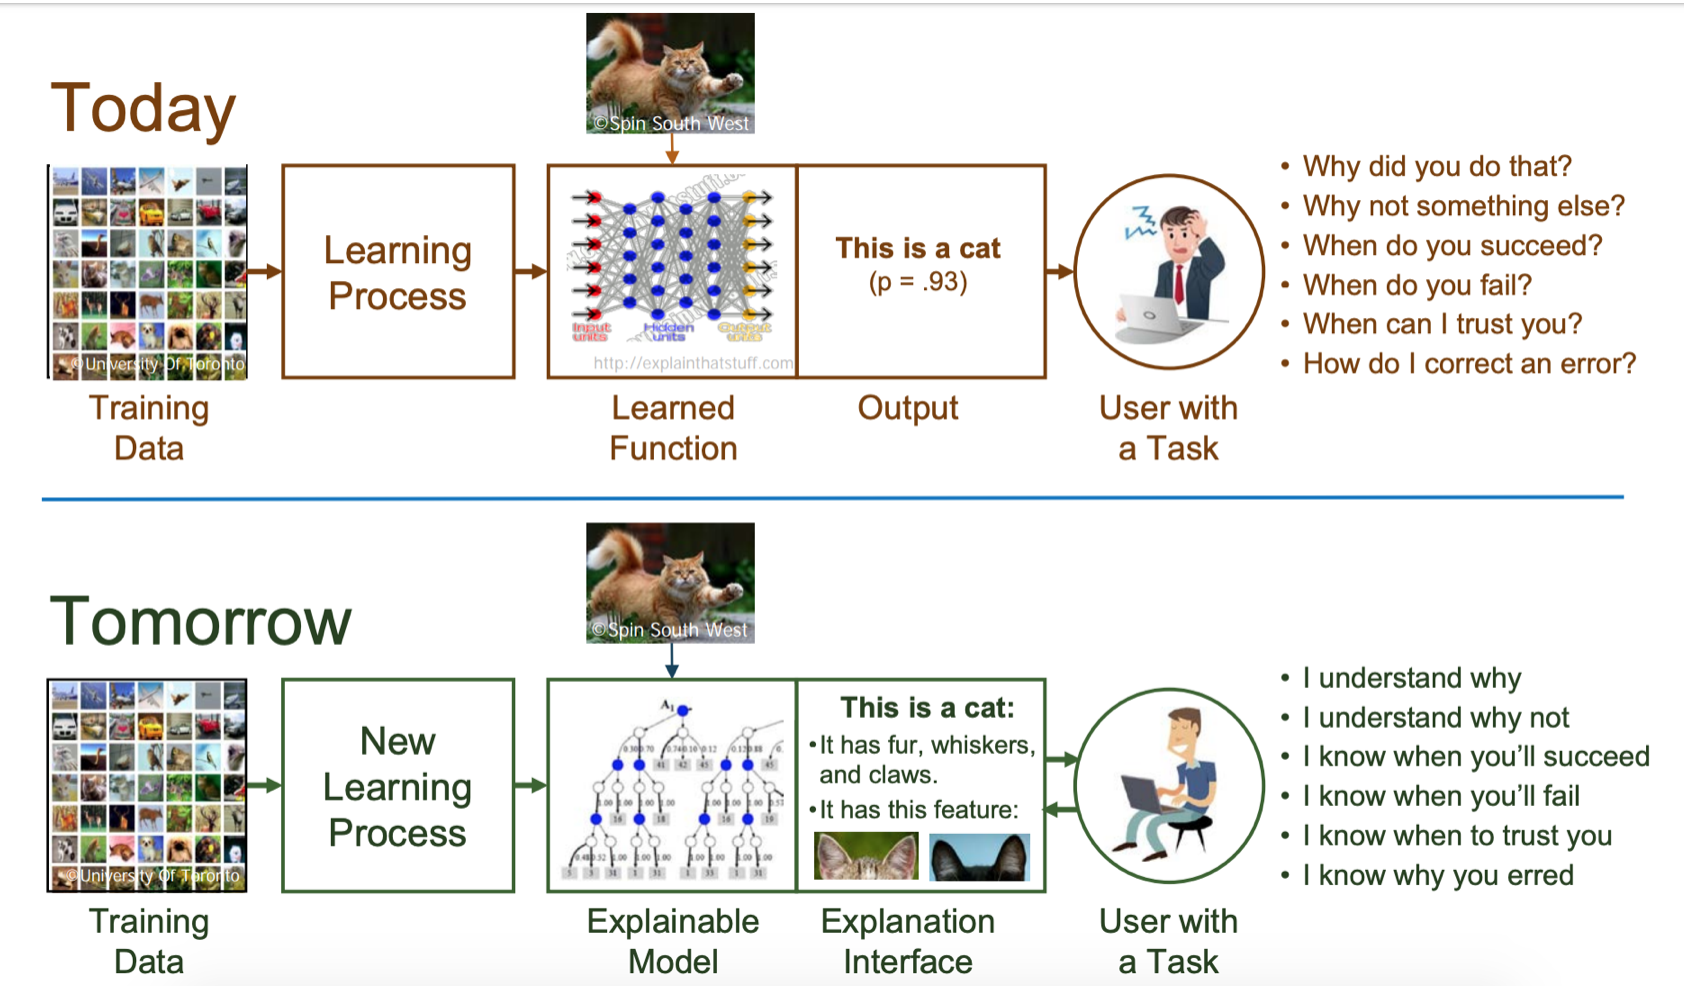 ©Spin South West
Today
Learning
Process
Input
units
Hidden
units
Output
units
http://explainthatstuff.com
This is a cat
(p = .93)
• Why did you do that?
• Why not something else?
• When do you succeed?
• When do you fail?
• When can I trust you?
• How do I correct an error?
©University Of Toronto
Training
Data
Learned
Function
Output
User with
a Task
©Spin South West
Tomorrow
New
Learning
Process
A₁
This is a cat:
•It has fur, whiskers,
and claws.
•It has this feature:
• I understand why
• I understand why not
• I know when you’ll succeed
• I know when you’ll fail
• I know when to trust you
• I know why you erred
©University Of Toronto
Training
Data
Explainable
Model
Explanation
Interface
User with
a Task